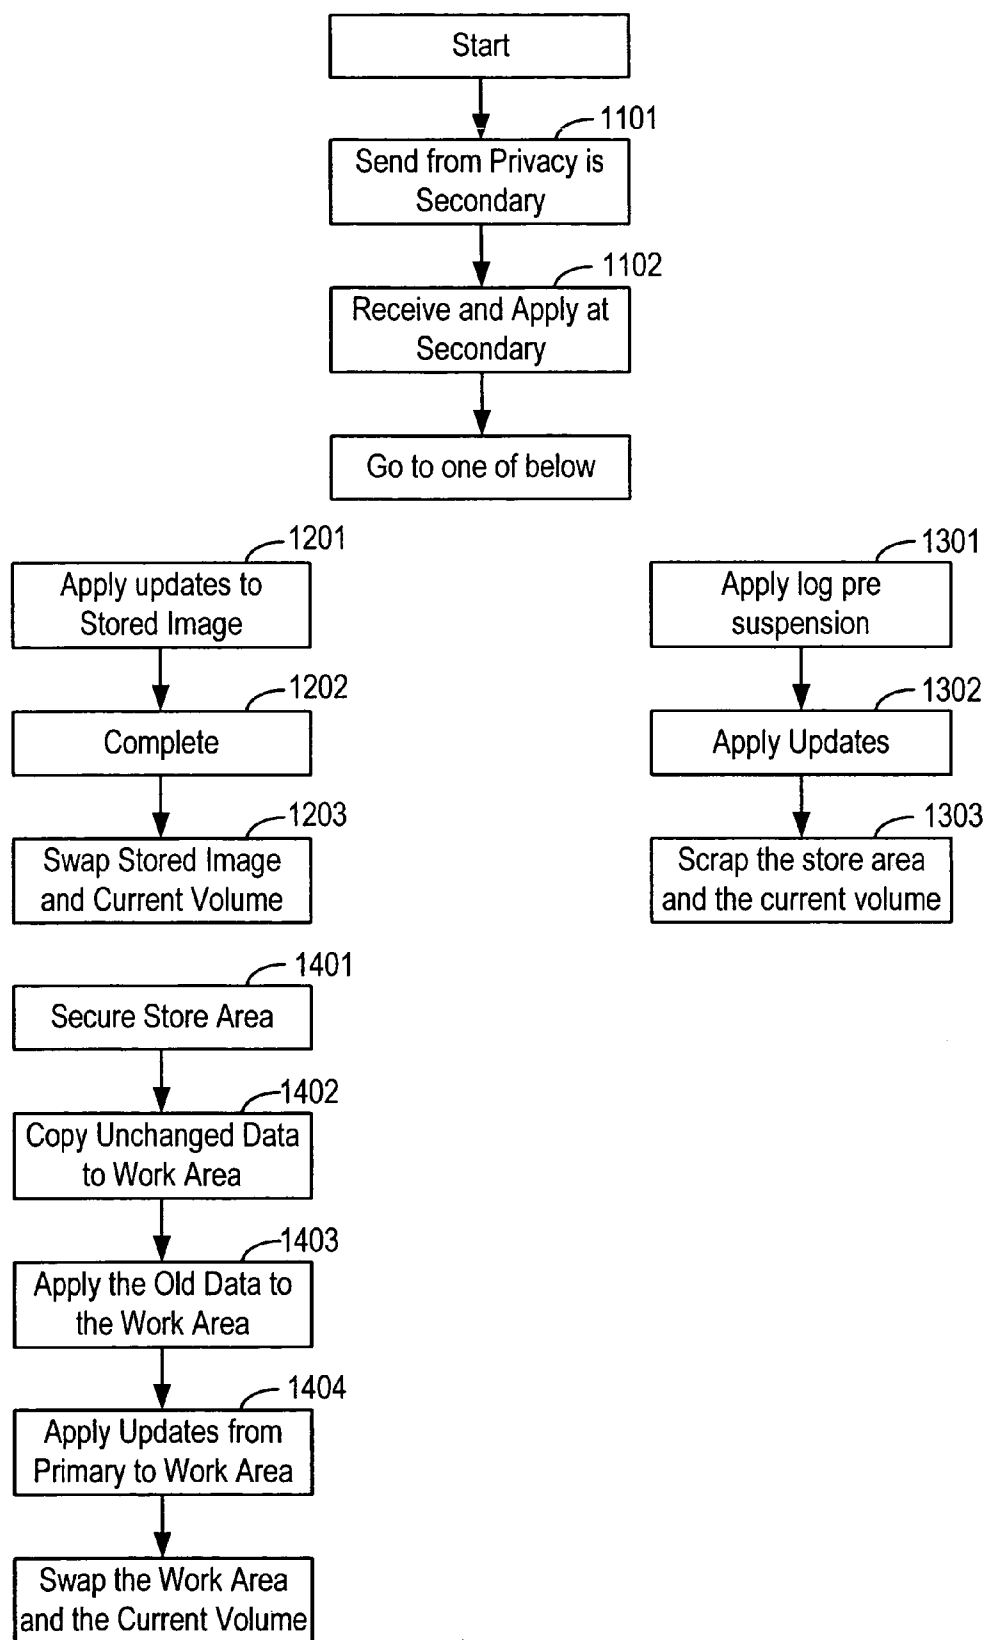 Start
1101
Send from Privacy is
Secondary
1102
Receive and Apply at
Secondary
Go to one of below
1201
Apply updates to
Stored Image
1202
Complete
1203
Swap Stored Image
and Current Volume
1301
Apply log pre
suspension
1302
Apply Updates
1303
Scrap the store area
and the current volume
1401
Secure Store Area
1402
Copy Unchanged Data
to Work Area
1403
Apply the Old Data to
the Work Area
1404
Apply Updates from
Primary to Work Area
Swap the Work Area
and the Current Volume